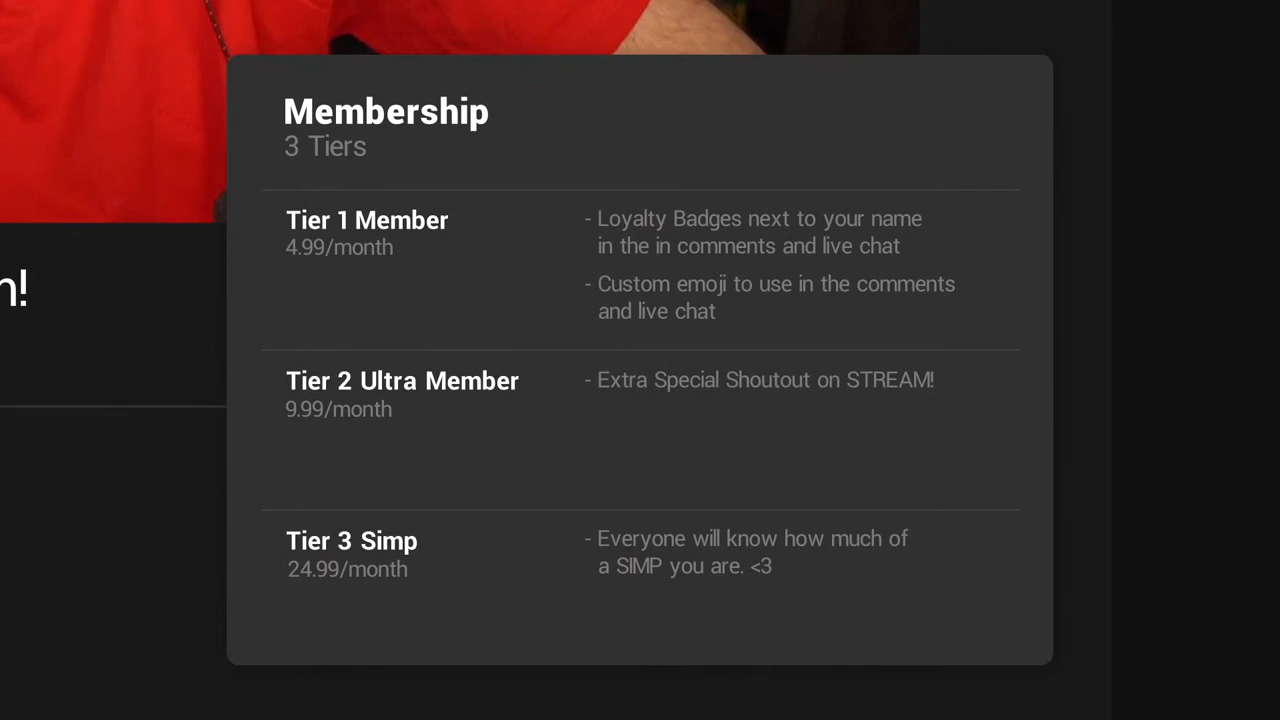 Membership
3 Tiers
Tier 1 Member
4.99/month
- Loyalty Badges next to your name
in the in comments and live chat
- Custom emoji to use in the comments
and live chat
n!
Tier 2 Ultra Member
9.99/month
- Extra Special Shoutout on STREAM!
Tier 3 Simp
24.99/month
- Everyone will know how much of
a SIMP you are. <3